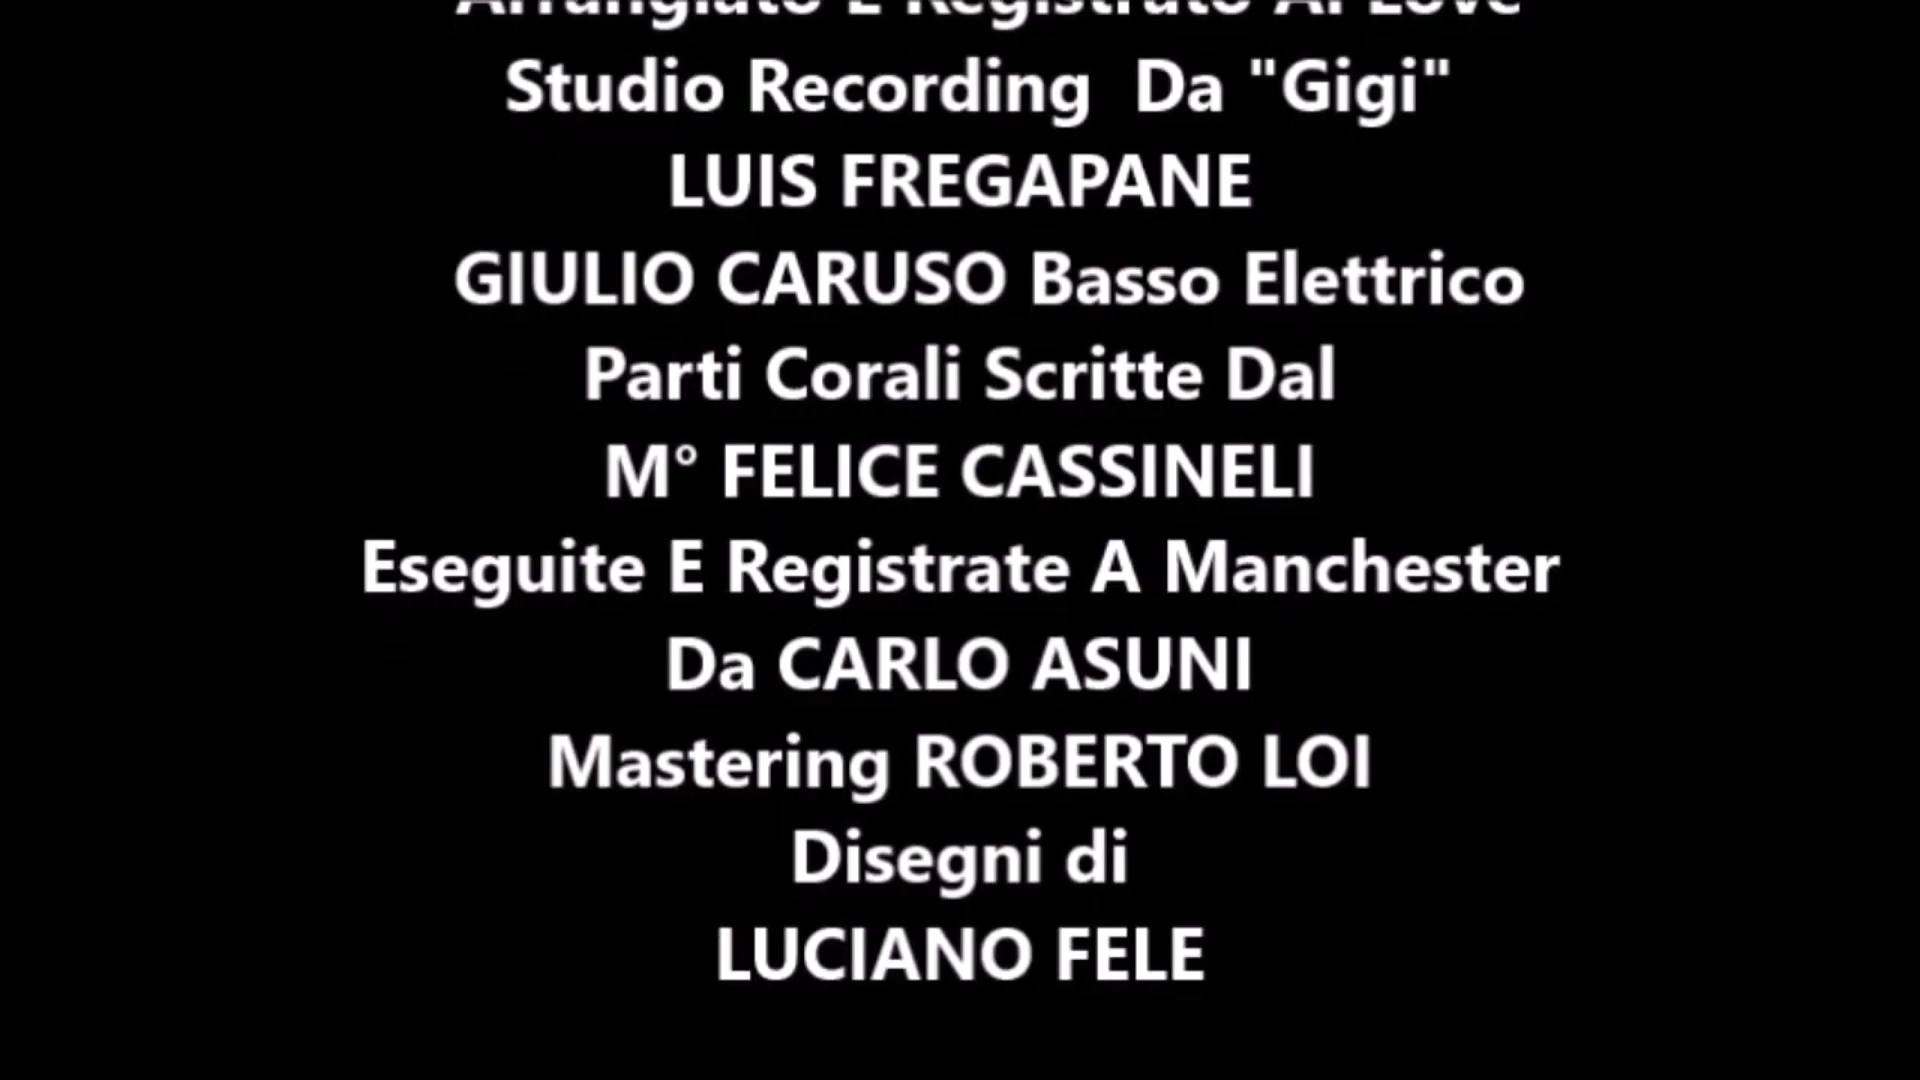 Arrangiato E Registrato Al Love
Studio Recording Da "Gigi"
LUIS FREGAPANE
GIULIO CARUSO Basso Elettrico
Parti Corali Scritte Dal
M° FELICE CASSINELI
Eseguite E Registrate A Manchester
Da CARLO ASUNI
Mastering ROBERTO LOI
Disegni di
LUCIANO FELE